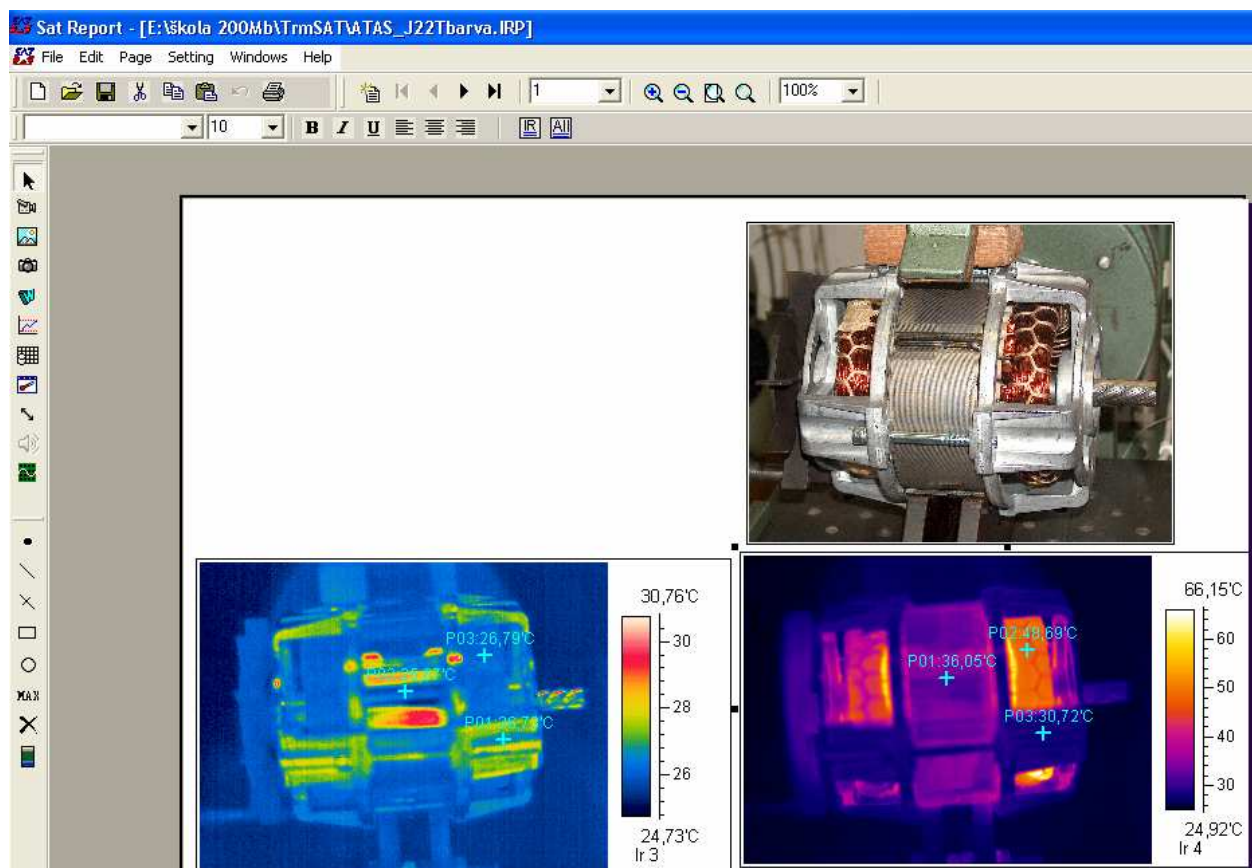 Sat Report - [E:\škola 200Mb\TrmSAT\ATAS_J22Tbarva.IRP]
File Edit Page Setting Windows Help
1 100%
10 B I U IR All
MAX
30,76°C
30
28
26
24,73°C
Ir 3
P03:26,79°C
66,15°C
60
50
40
30
24,92°C
Ir 4
P02:48,69°C
P01:36,05°C
P03:30,72°C